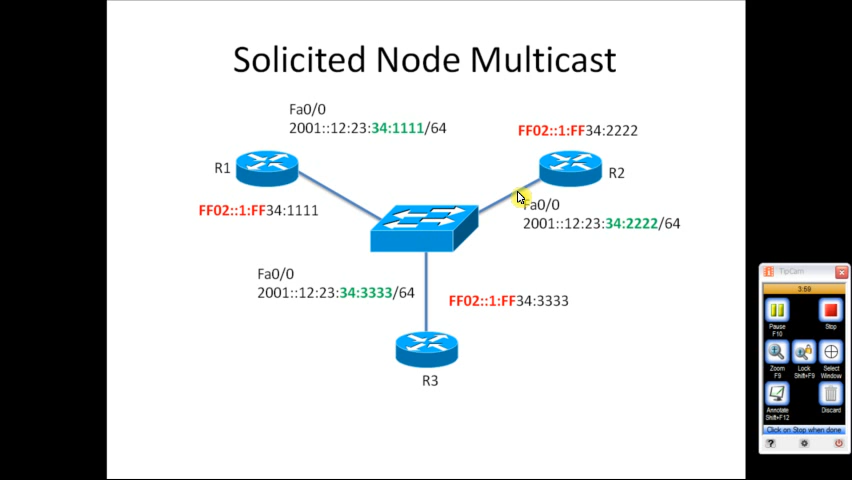 Solicited Node Multicast
Fa0/0
2001::12:23:34:1111/64
FF02::1:FF34:2222
R1
R2
FF02::1:FF34:1111
Fa0/0
2001::12:23:34:2222/64
Fa0/0
2001::12:23:34:3333/64
FF02::1:FF34:3333
R3
TipCam
3:59
Pause
F10
Stop
Zoom
F9
Lock
Shift+F9
Select
Window
Annotate
Shift+F12
Discard
Click on Stop when done
?